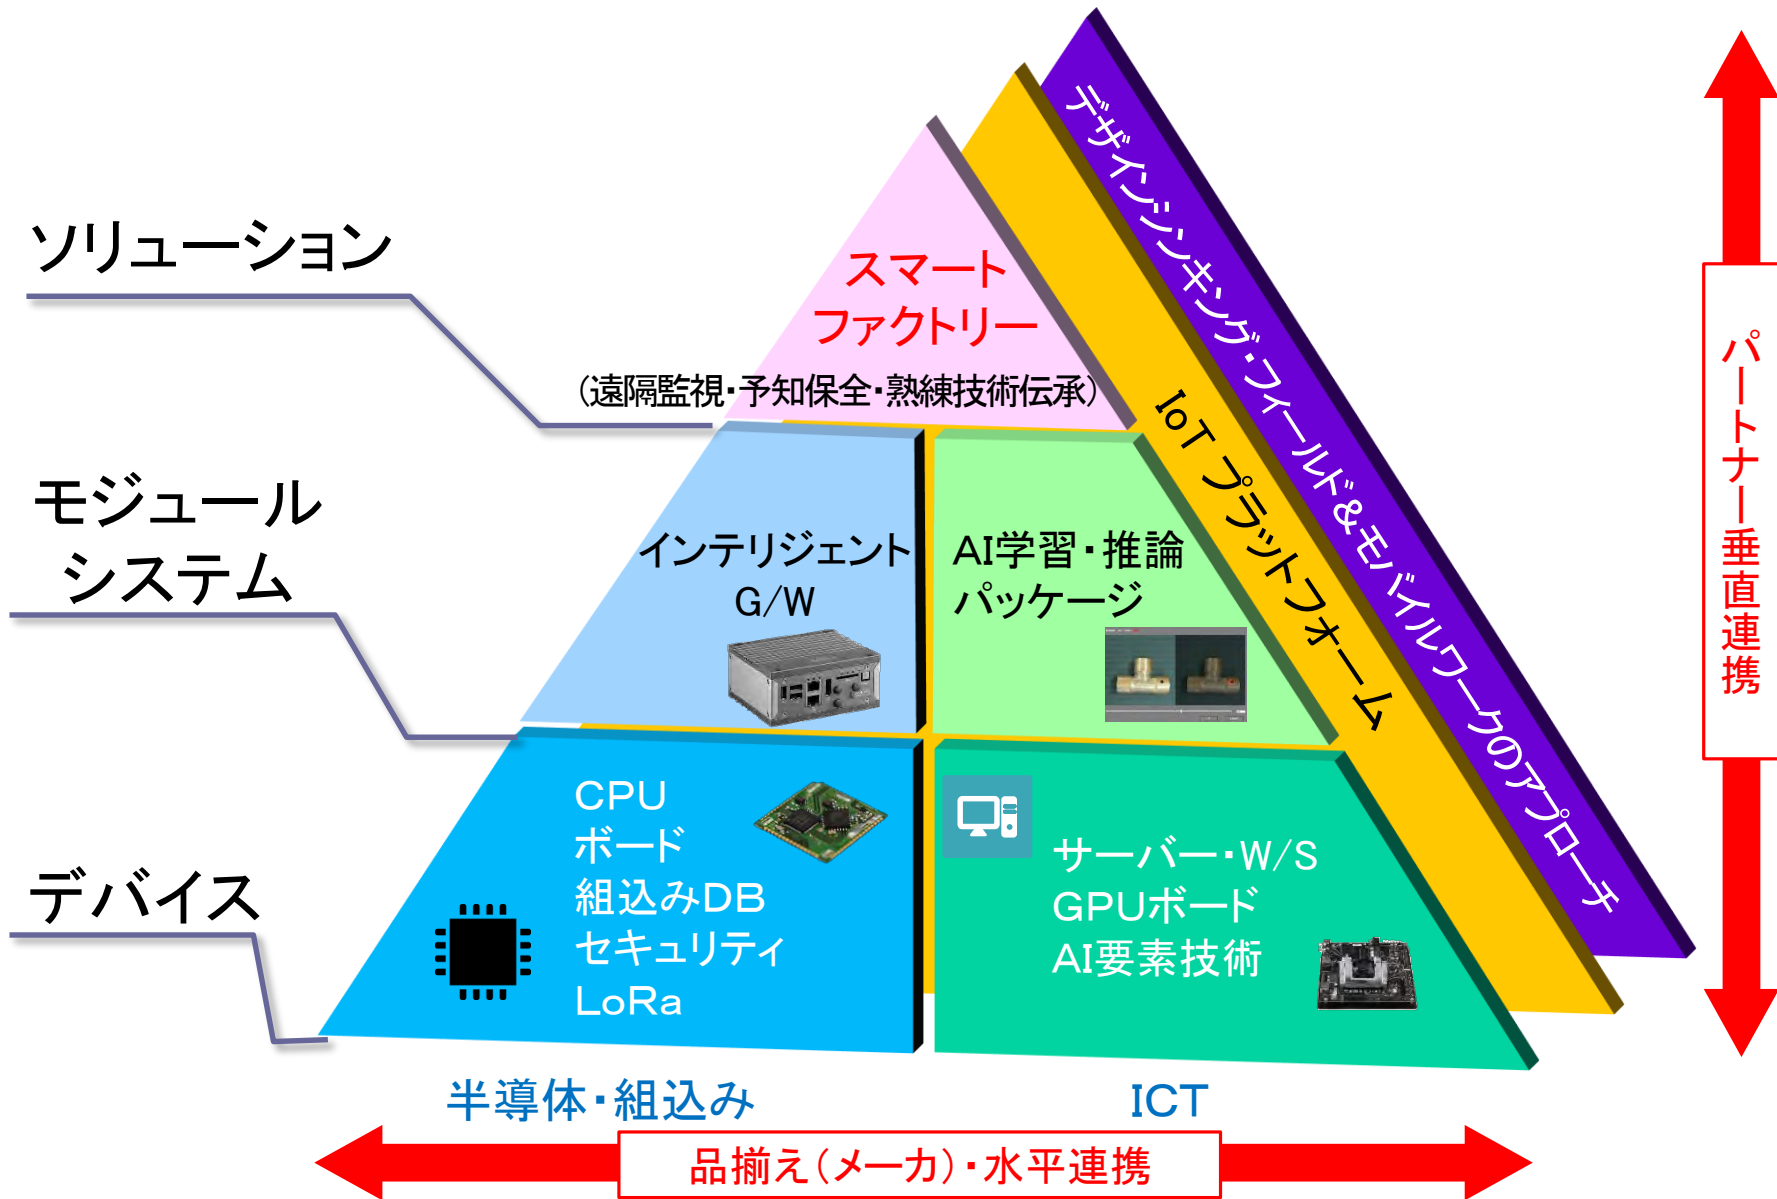 ソリューション
スマート
ファクトリー
（遠隔監視・予知保全・熟練技術伝承）
モジュール
システム
インテリジェント
G/W
AI学習・推論
パッケージ
デバイス
CPU
ボード
組込みDB
セキュリティ
LoRa
サーバー・W/S
GPUボード
AI要素技術
IoT プラットフォーム
デザインシンキング・フィールド&モバイルワークのアプローチ
パートナー垂直連携
半導体・組込み
ICT
品揃え（メーカ）・水平連携